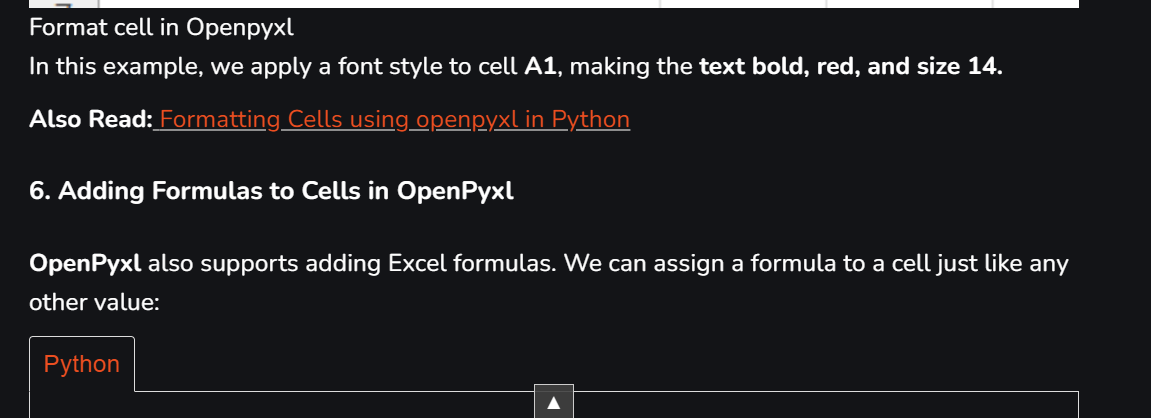 Format cell in Openpyxl
In this example, we apply a font style to cell A1, making the text bold, red, and size 14.
Also Read: Formatting Cells using openpyxl in Python
6. Adding Formulas to Cells in OpenPyxl
OpenPyxl also supports adding Excel formulas. We can assign a formula to a cell just like any
other value:
Python